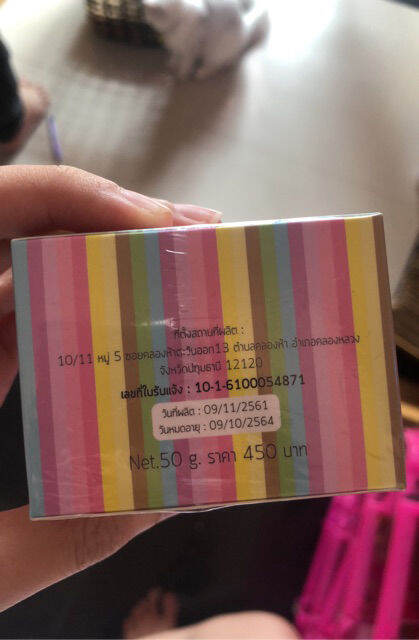 ที่ตั้งสถานที่ผลิต :
10/11 หมู่ 5 ซอยคลองห้าตะวันออก13 ตำบลคลองห้า อำเภอคลองหลวง
จังหวัดปทุมธานี 12120
เลขที่ใบรับแจ้ง : 10-1-6100054871
วันที่ผลิต : 09/11/2561
วันหมดอายุ : 09/10/2564
Net.50 g. ราคา 450 บาท